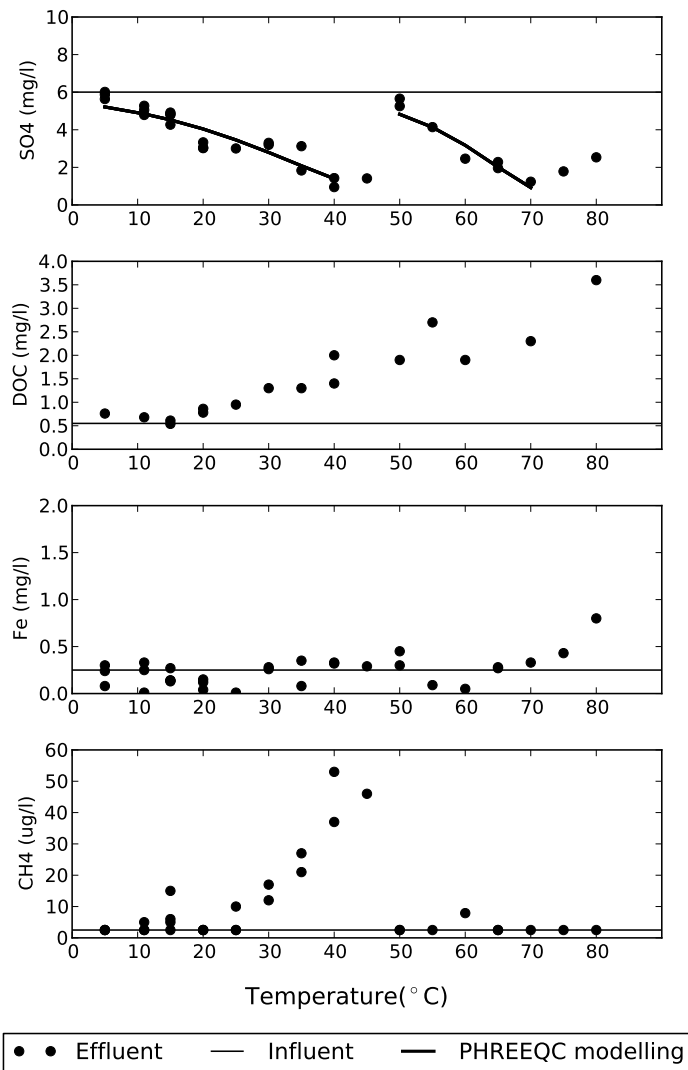 10
8
6
4
2
0
SO4 (mg/l)
0 10 20 30 40 50 60 70 80
4.0
3.5
3.0
2.5
2.0
1.5
1.0
0.5
0.0
DOC (mg/l)
0 10 20 30 40 50 60 70 80
2.0
1.5
1.0
0.5
0.0
Fe (mg/l)
0 10 20 30 40 50 60 70 80
60
50
40
30
20
10
0
CH4 (ug/l)
0 10 20 30 40 50 60 70 80
Temperature(°C)
Effluent Influent PHREEQC modelling